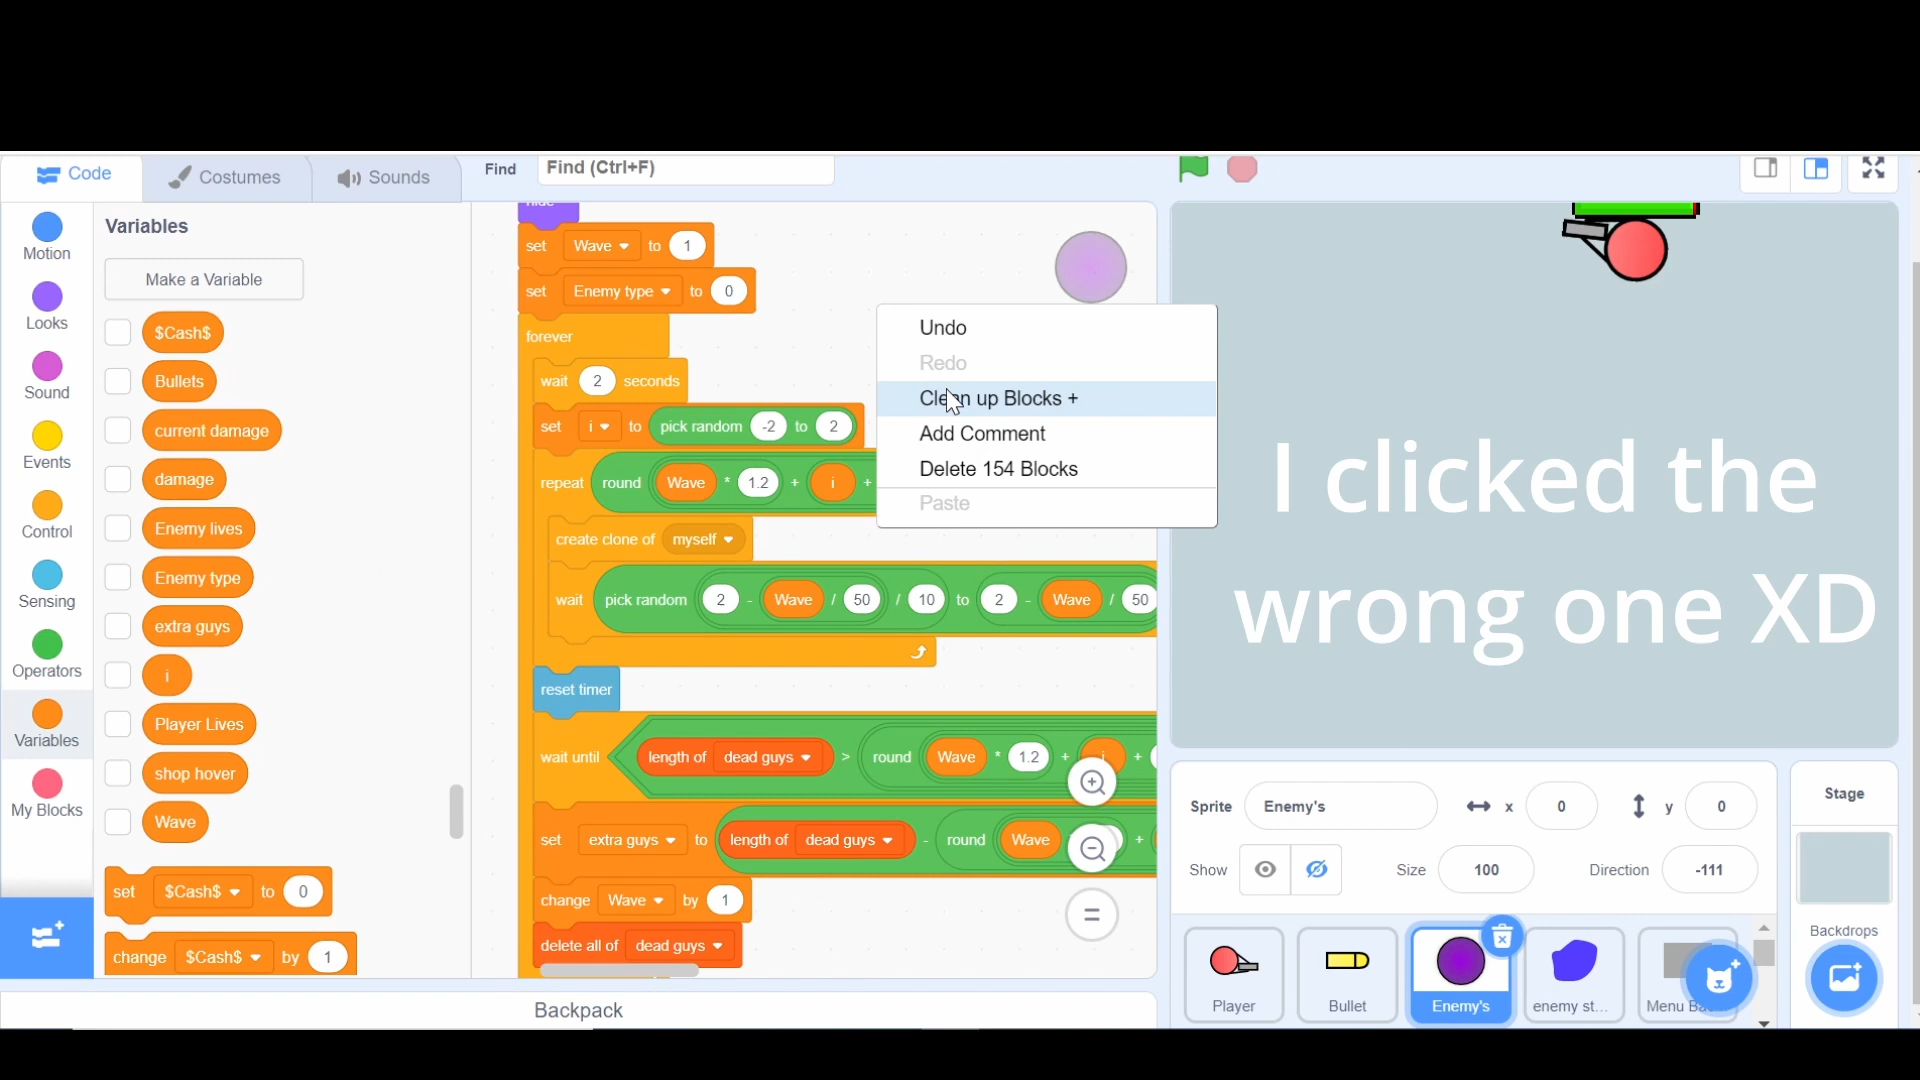 Code
Costumes
Sounds
Find
Find (Ctrl+F)
Motion
Looks
Sound
Events
Control
Sensing
Operators
Variables
My Blocks
Variables
Make a Variable
$Cash$
Bullets
current damage
damage
Enemy lives
Enemy type
extra guys
i
Player Lives
shop hover
Wave
set $Cash$ to 0
change $Cash$ by 1
hide
set Wave to 1
set Enemy type to 0
forever
wait 2 seconds
set i to pick random -2 to 2
repeat round Wave * 1.2 + i +
create clone of myself
wait pick random 2 - Wave / 50 / 10 to 2 - Wave / 50
reset timer
wait until length of dead guys > round Wave * 1.2 + i +
set extra guys to length of dead guys - round Wave +
change Wave by 1
delete all of dead guys
Undo
Redo
Clean up Blocks +
Add Comment
Delete 154 Blocks
Paste
Backpack
I clicked the
wrong one XD
Sprite Enemy's x 0 y 0
Show Size 100 Direction -111
Player
Bullet
Enemy's
enemy st...
Menu
Stage
Backdrops